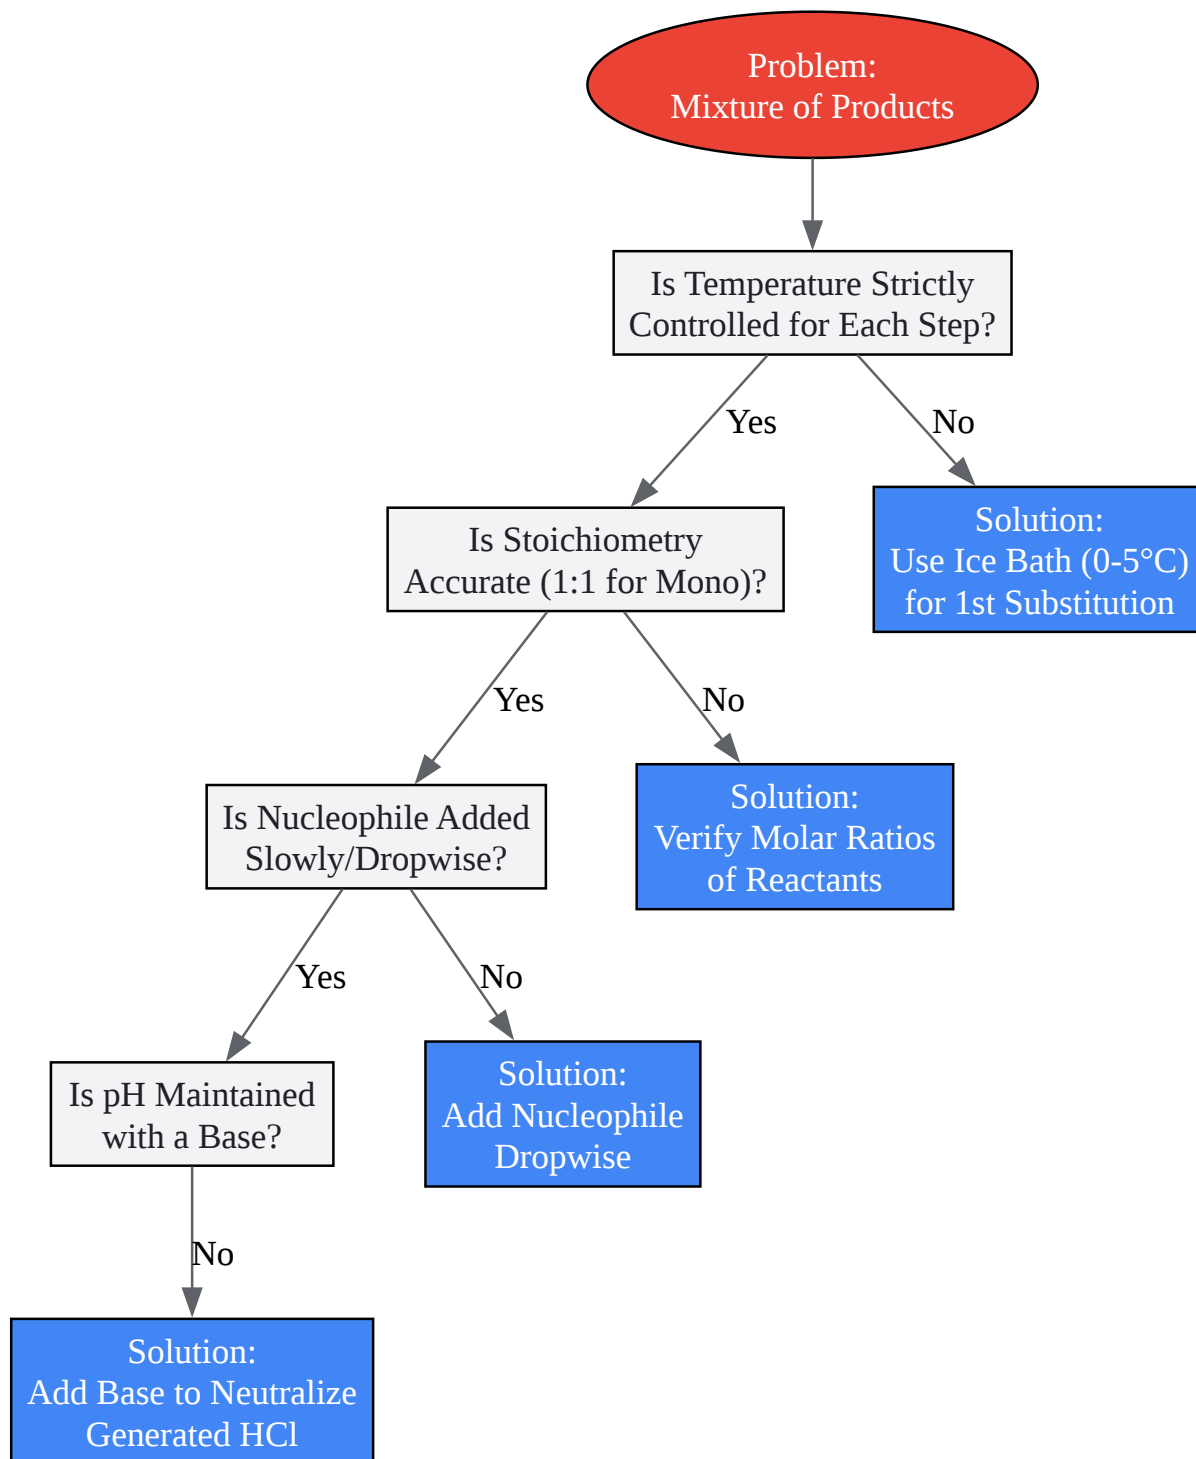 Problem:
Mixture of Products
Is Temperature Strictly
Controlled for Each Step?
Yes
No
Is Stoichiometry
Accurate (1:1 for Mono)?
Solution:
Use Ice Bath (0-5°C)
for 1st Substitution
Yes
No
Is Nucleophile Added
Slowly/Dropwise?
Solution:
Verify Molar Ratios
of Reactants
Yes
No
Is pH Maintained
with a Base?
Solution:
Add Nucleophile
Dropwise
No
Solution:
Add Base to Neutralize
Generated HCl